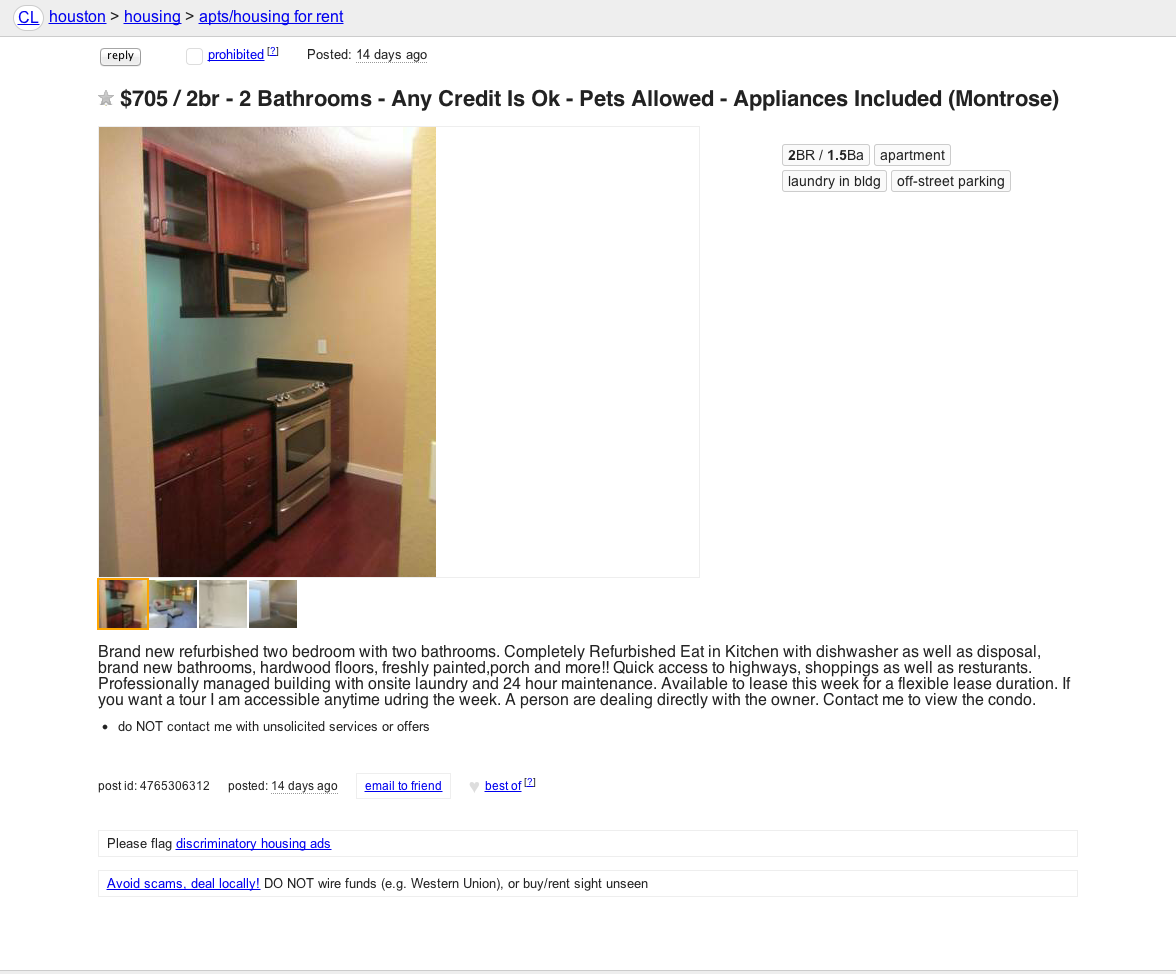 CL houston > housing > apts/housing for rent
reply prohibited [?] Posted: 14 days ago
$705 / 2br - 2 Bathrooms - Any Credit Is Ok - Pets Allowed - Appliances Included (Montrose)
2BR / 1.5Ba apartment
laundry in bldg off-street parking
Brand new refurbished two bedroom with two bathrooms. Completely Refurbished Eat in Kitchen with dishwasher as well as disposal,
brand new bathrooms, hardwood floors, freshly painted,porch and more!! Quick access to highways, shoppings as well as resturants.
Professionally managed building with onsite laundry and 24 hour maintenance. Available to lease this week for a flexible lease duration. If
you want a tour I am accessible anytime udring the week. A person are dealing directly with the owner. Contact me to view the condo.
• do NOT contact me with unsolicited services or offers
post id: 4765306312 posted: 14 days ago email to friend ♥ best of [?]
Please flag discriminatory housing ads
Avoid scams, deal locally! DO NOT wire funds (e.g. Western Union), or buy/rent sight unseen